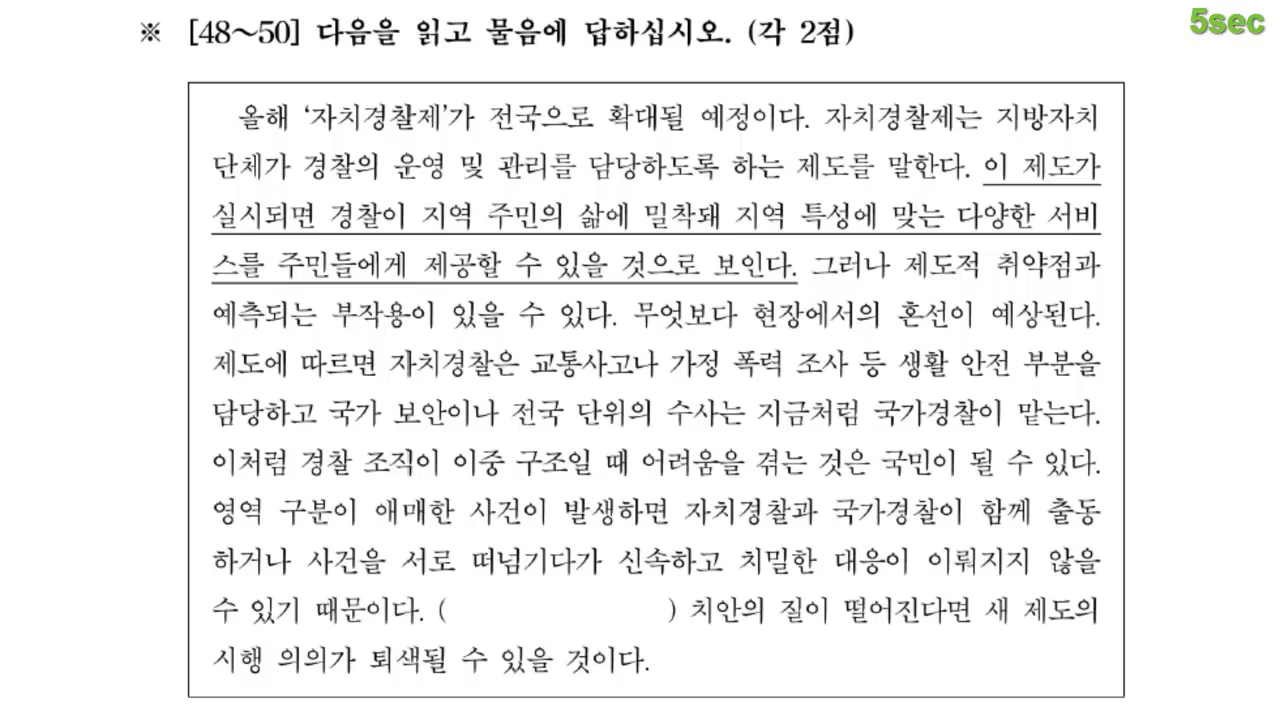 ※ [48～50] 다음을 읽고 물음에 답하십시오. (각 2점)
5sec
올해 ‘자치경찰제’가 전국으로 확대될 예정이다. 자치경찰제는 지방자치
단체가 경찰의 운영 및 관리를 담당하도록 하는 제도를 말한다. 이 제도가
실시되면 경찰이 지역 주민의 삶에 밀착돼 지역 특성에 맞는 다양한 서비
스를 주민들에게 제공할 수 있을 것으로 보인다. 그러나 제도적 취약점과
예측되는 부작용이 있을 수 있다. 무엇보다 현장에서의 혼선이 예상된다.
제도에 따르면 자치경찰은 교통사고나 가정 폭력 조사 등 생활 안전 부분을
담당하고 국가 보안이나 전국 단위의 수사는 지금처럼 국가경찰이 맡는다.
이처럼 경찰 조직이 이중 구조일 때 어려움을 겪는 것은 국민이 될 수 있다.
영역 구분이 애매한 사건이 발생하면 자치경찰과 국가경찰이 함께 출동
하거나 사건을 서로 떠넘기다가 신속하고 치밀한 대응이 이뤄지지 않을
수 있기 때문이다. ( ) 치안의 질이 떨어진다면 새 제도의
시행 의의가 퇴색될 수 있을 것이다.